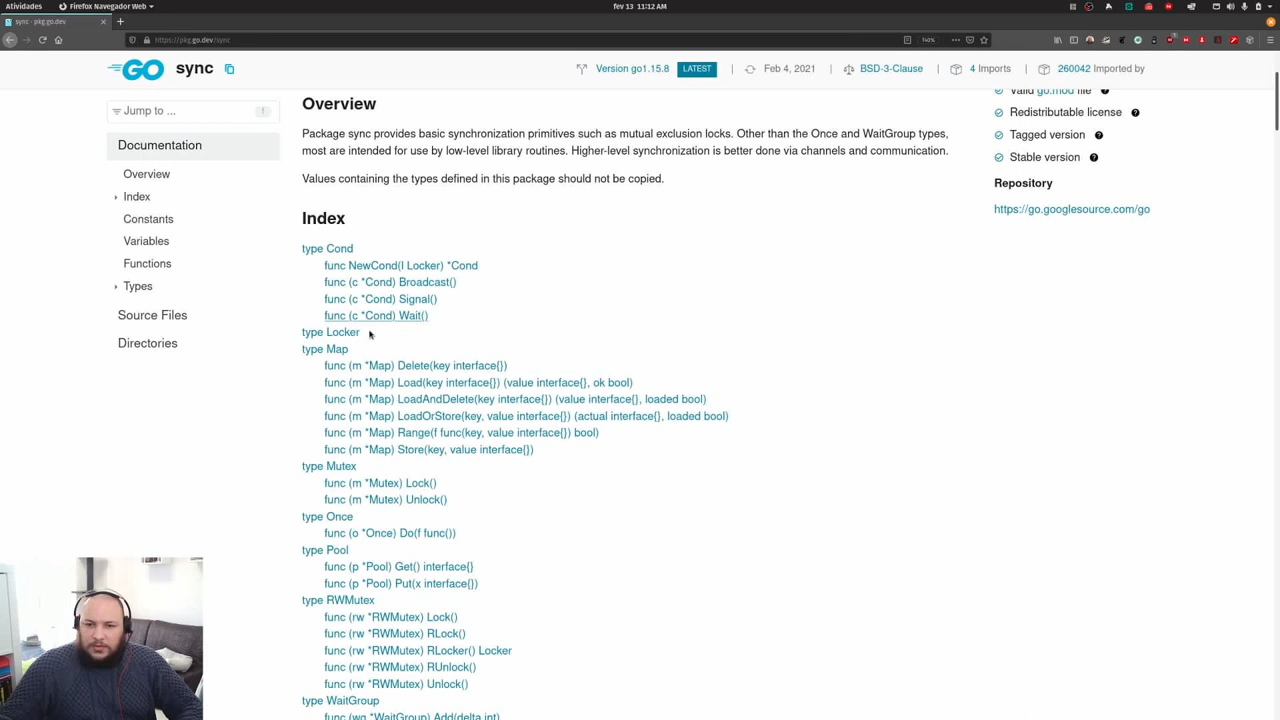 Atividades
Firefox Navegador Web
fev 13 11:12 AM
sync · pkg.go.dev
https://pkg.go.dev/sync
140%
GO
sync
Version go1.15.8
LATEST
Feb 4, 2021
BSD-3-Clause
4 Imports
260042 Imported by
Jump to ...
Documentation
Overview
Index
Constants
Variables
Functions
Types
Source Files
Directories
Overview
Package sync provides basic synchronization primitives such as mutual exclusion locks. Other than the Once and WaitGroup types,
most are intended for use by low-level library routines. Higher-level synchronization is better done via channels and communication.
Values containing the types defined in this package should not be copied.
Index
type Cond
func NewCond(l Locker) *Cond
func (c *Cond) Broadcast()
func (c *Cond) Signal()
func (c *Cond) Wait()
type Locker
type Map
func (m *Map) Delete(key interface{})
func (m *Map) Load(key interface{}) (value interface{}, ok bool)
func (m *Map) LoadAndDelete(key interface{}) (value interface{}, loaded bool)
func (m *Map) LoadOrStore(key, value interface{}) (actual interface{}, loaded bool)
func (m *Map) Range(f func(key, value interface{}) bool)
func (m *Map) Store(key, value interface{})
type Mutex
func (m *Mutex) Lock()
func (m *Mutex) Unlock()
type Once
func (o *Once) Do(f func())
type Pool
func (p *Pool) Get() interface{}
func (p *Pool) Put(x interface{})
type RWMutex
func (rw *RWMutex) Lock()
func (rw *RWMutex) RLock()
func (rw *RWMutex) RLocker() Locker
func (rw *RWMutex) RUnlock()
func (rw *RWMutex) Unlock()
type WaitGroup
func (wg *WaitGroup) Add(delta int)
Valid go.mod file
Redistributable license
Tagged version
Stable version
Repository
https://go.googlesource.com/go